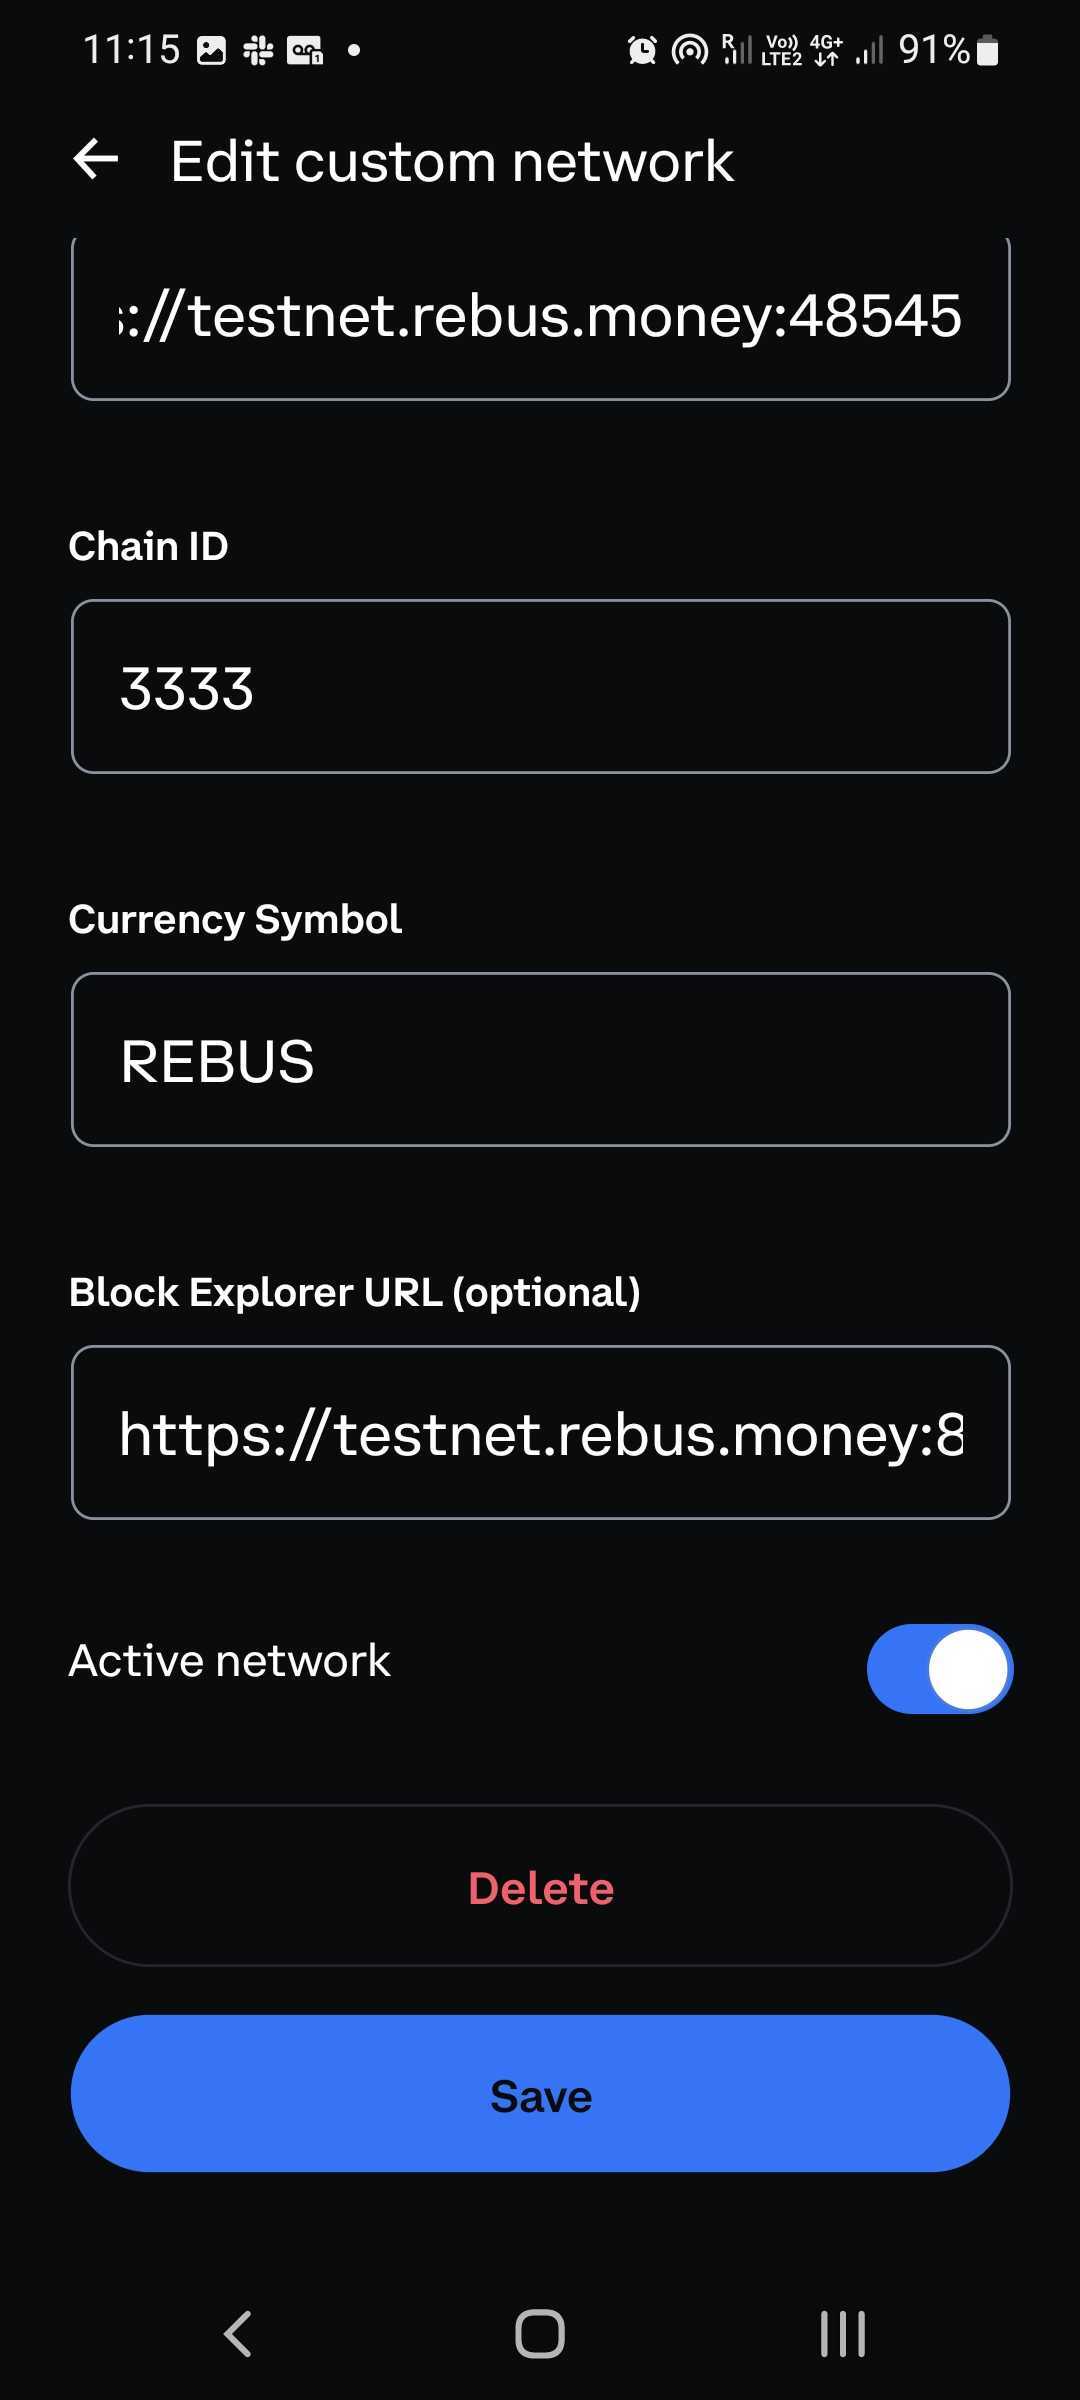 11:15 R Vo)) LTE2 4G+ 91%
Edit custom network
s://testnet.rebus.money:48545
Chain ID
3333
Currency Symbol
REBUS
Block Explorer URL (optional)
https://testnet.rebus.money:8
Active network
Delete
Save